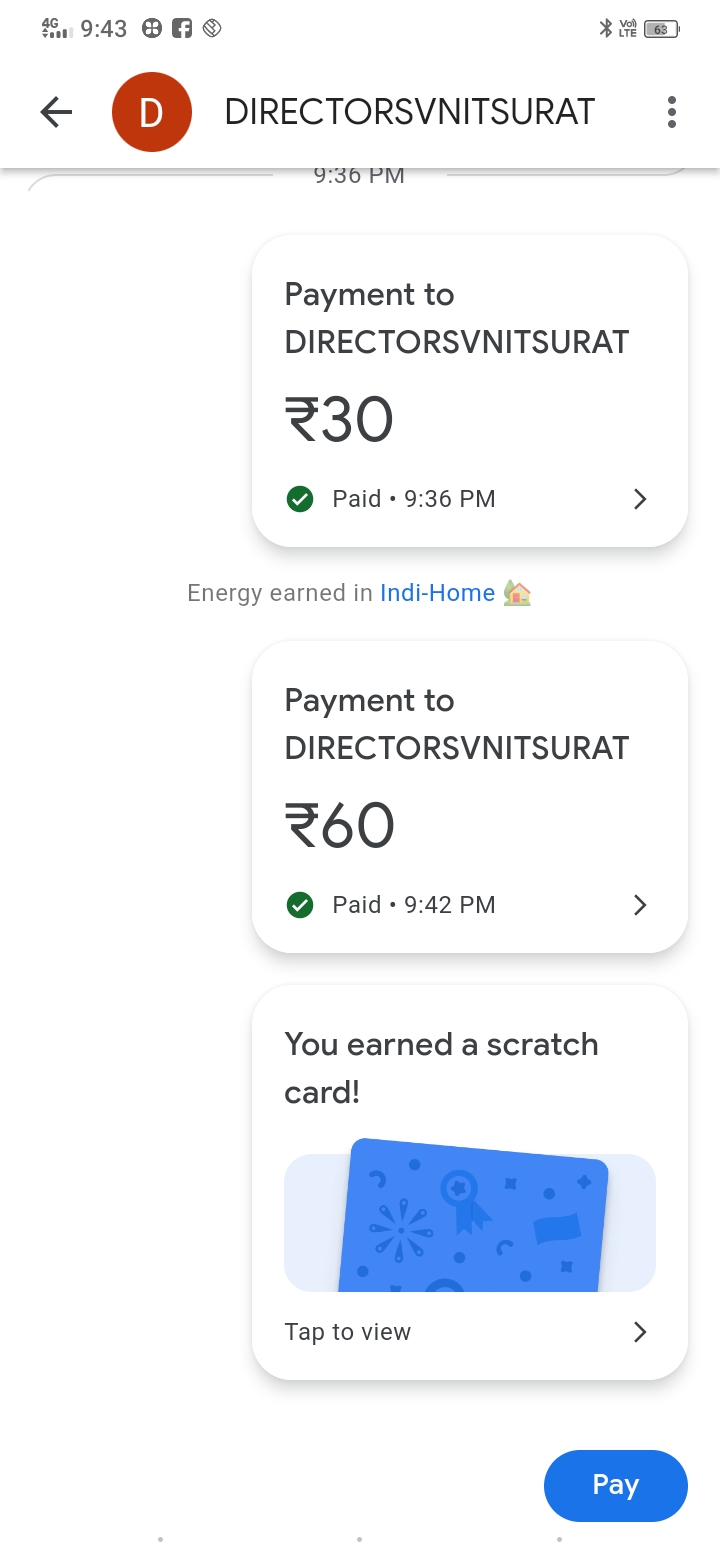 4G 9:43 Vo) LTE 63
D DIRECTORSVNITSURAT
9:36 PM
Payment to
DIRECTORSVNITSURAT
₹30
Paid • 9:36 PM
Energy earned in Indi-Home
Payment to
DIRECTORSVNITSURAT
₹60
Paid • 9:42 PM
You earned a scratch
card!
Tap to view
Pay